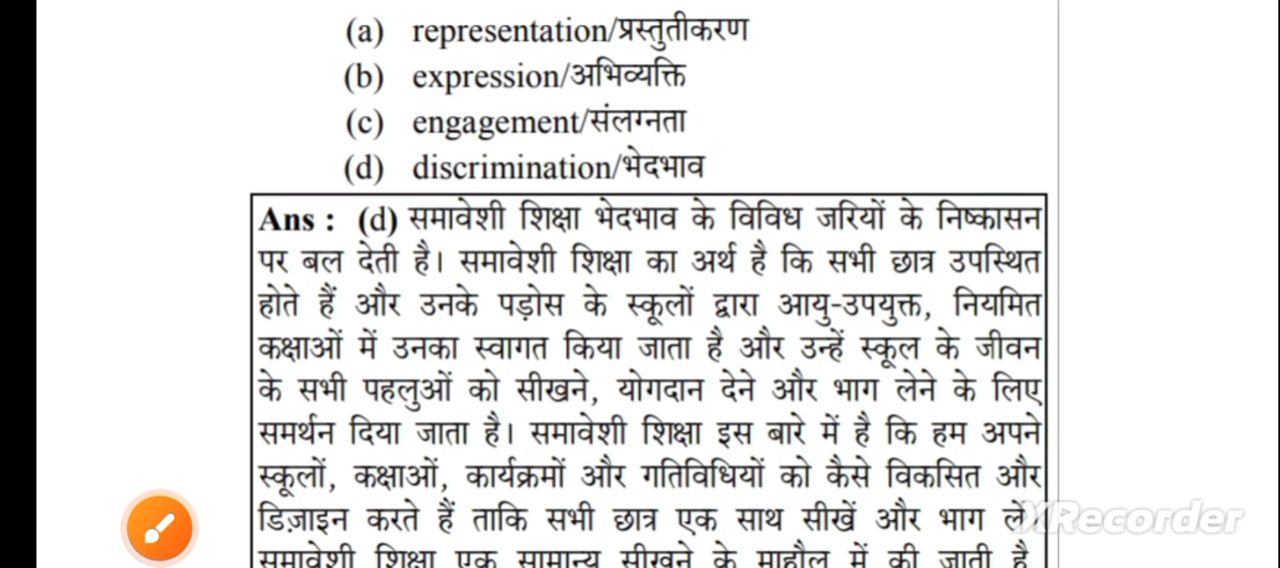 (a) representation/प्रस्तुतीकरण
(b) expression/अभिव्यक्ति
(c) engagement/संलग्नता
(d) discrimination/भेदभाव
Ans : (d) समावेशी शिक्षा भेदभाव के विविध जरियों के निष्कासन
पर बल देती है। समावेशी शिक्षा का अर्थ है कि सभी छात्र उपस्थित
होते हैं और उनके पड़ोस के स्कूलों द्वारा आयु-उपयुक्त, नियमित
कक्षाओं में उनका स्वागत किया जाता है और उन्हें स्कूल के जीवन
के सभी पहलुओं को सीखने, योगदान देने और भाग लेने के लिए
समर्थन दिया जाता है। समावेशी शिक्षा इस बारे में है कि हम अपने
स्कूलों, कक्षाओं, कार्यक्रमों और गतिविधियों को कैसे विकसित और
डिज़ाइन करते हैं ताकि सभी छात्र एक साथ सीखें और भाग लें
XRecorder
समावेशी शिक्षा एक सामान्य सीखने के माहौल में की जाती है